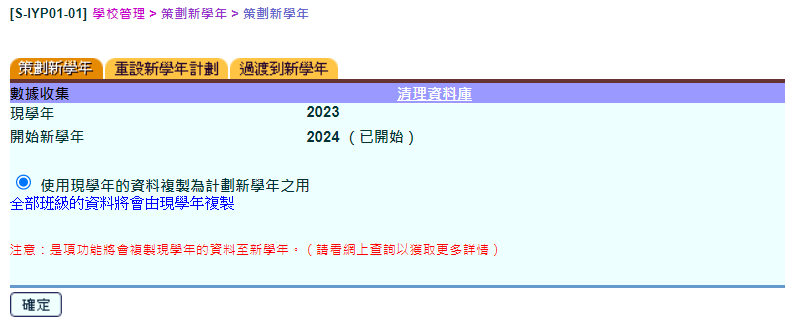 [S-IYP01-01] 學校管理 > 策劃新學年 > 策劃新學年
策劃新學年 重設新學年計劃 過渡到新學年
數據收集 清理資料庫
現學年 2023
開始新學年 2024 （已開始）
使用現學年的資料複製為計劃新學年之用
全部班級的資料將會由現學年複製
注意：是項功能將會複製現學年的資料至新學年。（請看網上查詢以獲取更多詳情）
確定